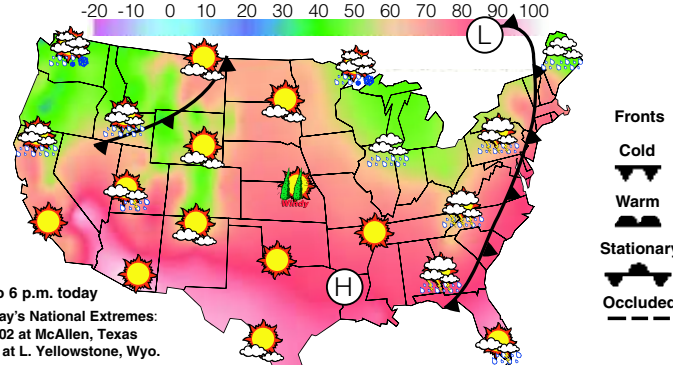 -20 -10 0 10 20 30 40 50 60 70 80 90 100
L
Fronts
Cold
Warm
Stationary
Occluded
Windy
H
6 p.m. today
ay's National Extremes:
02 at McAllen, Texas
at L. Yellowstone, Wyo.